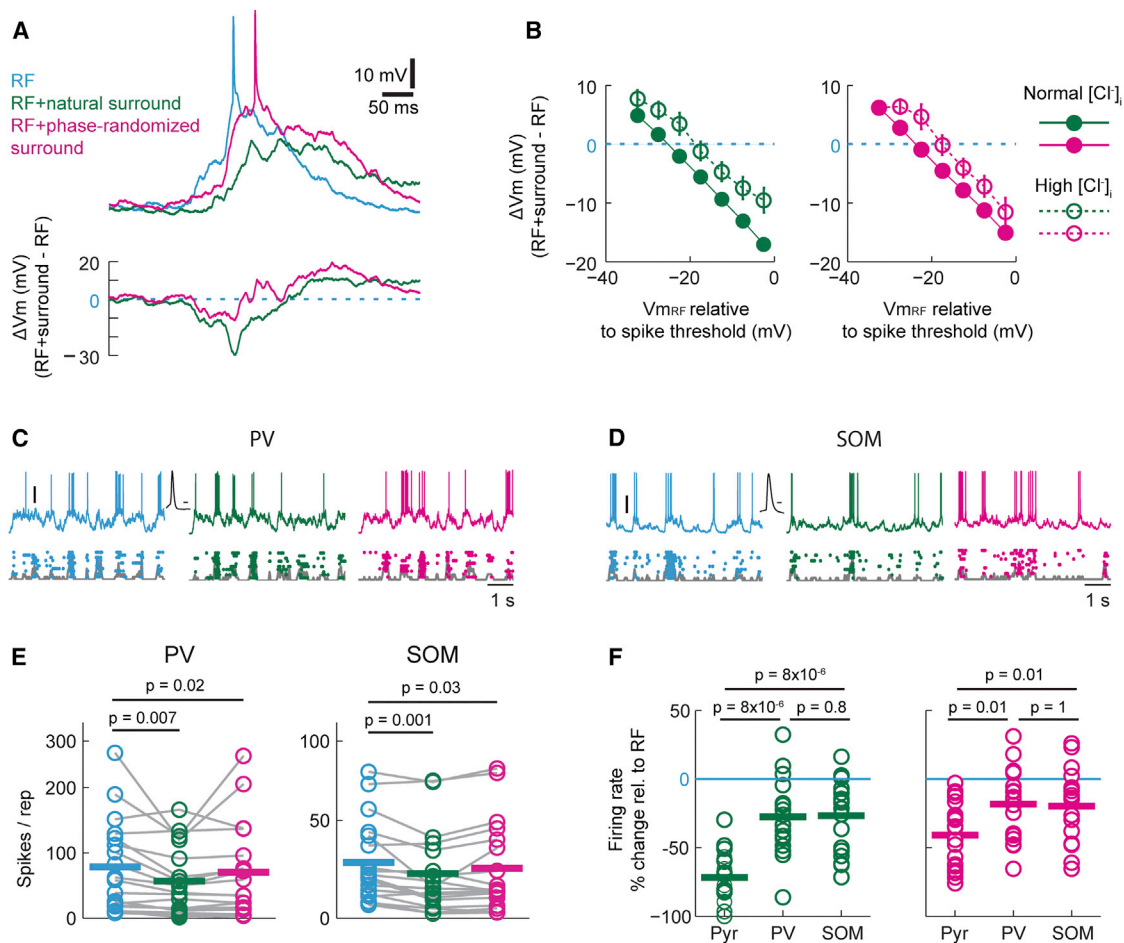 A
RF
RF+natural surround
RF+phase-randomized
surround
10 mV
50 ms
ΔVm (mV)
(RF+surround - RF)
20
0
−30
B
ΔVm (mV)
(RF+surround - RF)
10
0
−10
−20
−40
−20
0
VmRF relative
to spike threshold (mV)
10
0
−10
−20
−40
−20
0
VmRF relative
to spike threshold (mV)
Normal [Cl-]i
High [Cl-]i
C
PV
1 s
D
SOM
1 s
E
PV
p = 0.02
p = 0.007
Spikes / rep
300
200
100
0
SOM
p = 0.03
p = 0.001
100
50
0
F
p = 8x10-6
p = 8x10-6
p = 0.8
Firing rate
% change rel. to RF
50
0
−50
−100
Pyr
PV
SOM
p = 0.01
p = 0.01
p = 1
Pyr
PV
SOM